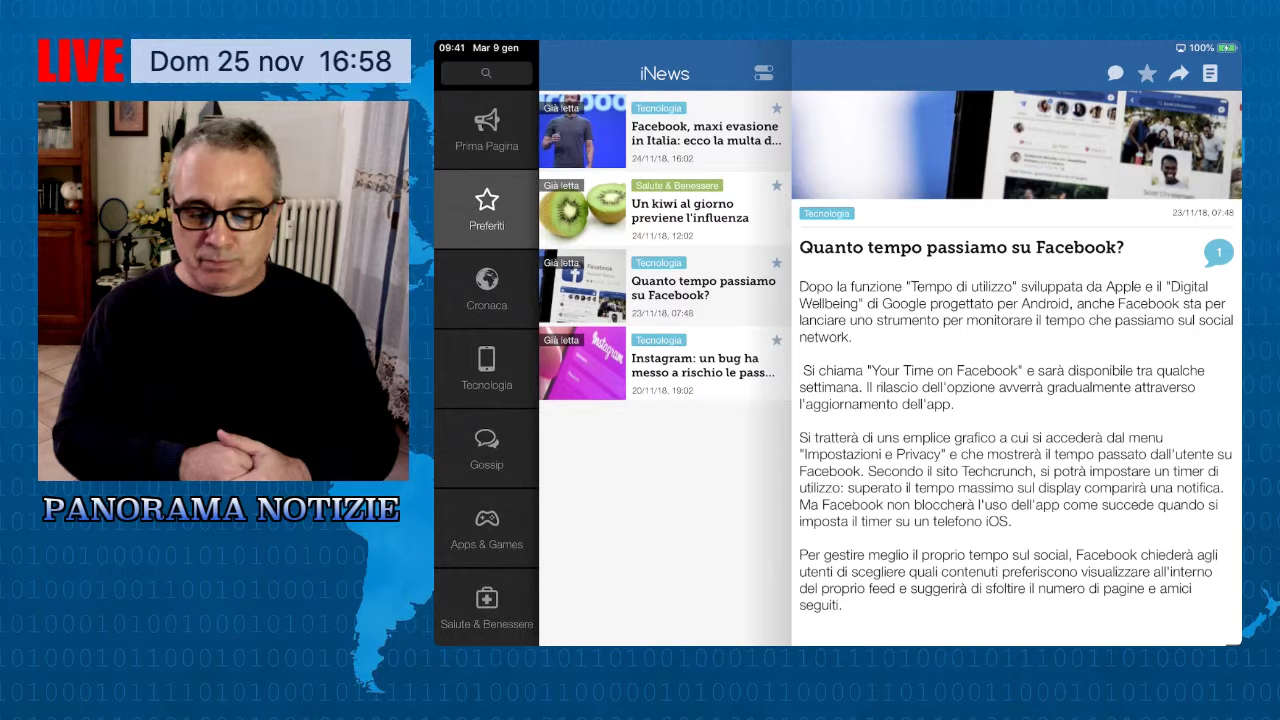 LIVE
Dom 25 nov 16:58
PANORAMA NOTIZIE
09:41 Mar 9 gen
100%
iNews
Prima Pagina
Preferiti
Cronaca
Tecnologia
Gossip
Apps & Games
Salute & Benessere
Già letta
Tecnologia
Facebook, maxi evasione
in Italia: ecco la multa d...
24/11/18, 16:02
Già letta
Salute & Benessere
Un kiwi al giorno
previene l'influenza
24/11/18, 12:02
Già letta
Tecnologia
Quanto tempo passiamo
su Facebook?
23/11/18, 07:48
Già letta
Tecnologia
Instagram: un bug ha
messo a rischio le pass...
20/11/18, 19:02
Tecnologia
23/11/18, 07:48
Quanto tempo passiamo su Facebook?
1
Dopo la funzione "Tempo di utilizzo" sviluppata da Apple e il "Digital
Wellbeing" di Google progettato per Android, anche Facebook sta per
lanciare uno strumento per monitorare il tempo che passiamo sul social
network.
Si chiama "Your Time on Facebook" e sarà disponibile tra qualche
settimana. Il rilascio dell'opzione avverrà gradualmente attraverso
l'aggiornamento dell'app.
Si tratterà di uns emplice grafico a cui si accederà dal menu
"Impostazioni e Privacy" e che mostrerà il tempo passato dall'utente su
Facebook. Secondo il sito Techcrunch, si potrà impostare un timer di
utilizzo: superato il tempo massimo sul display comparirà una notifica.
Ma Facebook non bloccherà l'uso dell'app come succede quando si
imposta il timer su un telefono iOS.
Per gestire meglio il proprio tempo sul social, Facebook chiederà agli
utenti di scegliere quali contenuti preferiscono visualizzare all'interno
del proprio feed e suggerirà di sfoltire il numero di pagine e amici
seguiti.